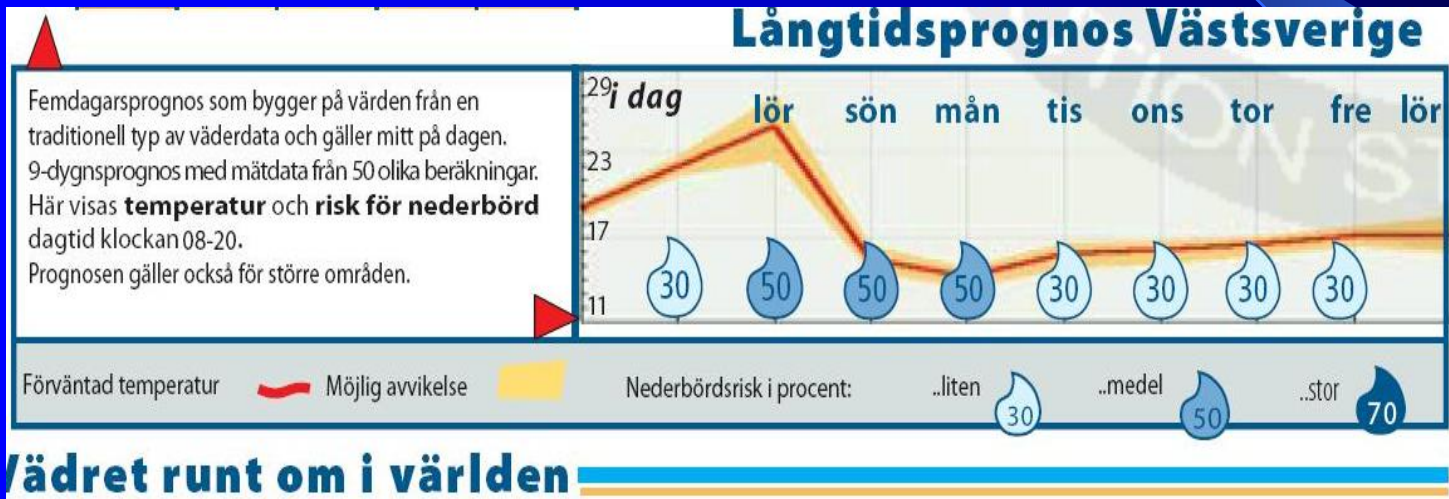 Långtidsprognos Västsverige
Femdagarsprognos som bygger på värden från en
traditionell typ av väderdata och gäller mitt på dagen.
9-dygnsprognos med mätdata från 50 olika beräkningar.
Här visas temperatur och risk för nederbörd
dagtid klockan 08-20.
Prognosen gäller också för större områden.
29 i dag lör sön mån tis ons tor fre lör
23
17
30 50 50 50 30 30 30 30
11
Förväntad temperatur Möjlig avvikelse Nederbördsrisk i procent: ..liten 30 ..medel 50 ..stor 70
Vädret runt om i världen